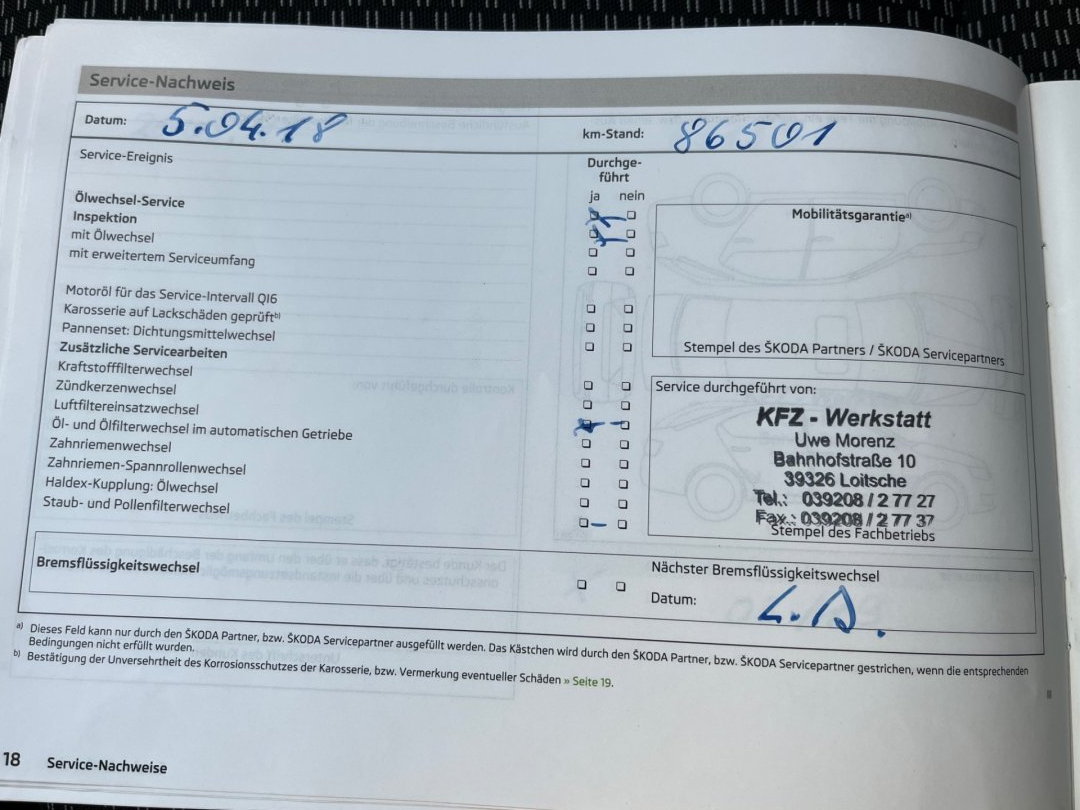 Service-Nachweis
Datum: 5.04.18 km-Stand: 86501
Service-Ereignis
Durchge-
führt
ja nein
Ölwechsel-Service
Inspektion
mit Ölwechsel
mit erweitertem Serviceumfang
Motoröl für das Service-Intervall QI6
Karosserie auf Lackschäden geprüft b)
Pannenset: Dichtungsmittelwechsel
Zusätzliche Servicearbeiten
Kraftstofffilterwechsel
Zündkerzenwechsel
Luftfiltereinsatzwechsel
Öl- und Ölfilterwechsel im automatischen Getriebe
Zahnriemenwechsel
Zahnriemen-Spannrollenwechsel
Haldex-Kupplung: Ölwechsel
Staub- und Pollenfilterwechsel
Mobilitätsgarantie a)
Stempel des ŠKODA Partners / ŠKODA Servicepartners
Service durchgeführt von:
KFZ - Werkstatt
Uwe Morenz
Bahnhofstraße 10
39326 Loitsche
Tel.: 039208 / 2 77 27
Fax.: 039208 / 2 77 37
Stempel des Fachbetriebs
Bremsflüssigkeitswechsel
Nächster Bremsflüssigkeitswechsel
Datum:
a) Dieses Feld kann nur durch den ŠKODA Partner, bzw. ŠKODA Servicepartner ausgefüllt werden. Das Kästchen wird durch den ŠKODA Partner, bzw. ŠKODA Servicepartner gestrichen, wenn die entsprechenden
Bedingungen nicht erfüllt wurden.
b) Bestätigung der Unversehrtheit des Korrosionsschutzes der Karosserie, bzw. Vermerkung eventueller Schäden » Seite 19.
18 Service-Nachweise